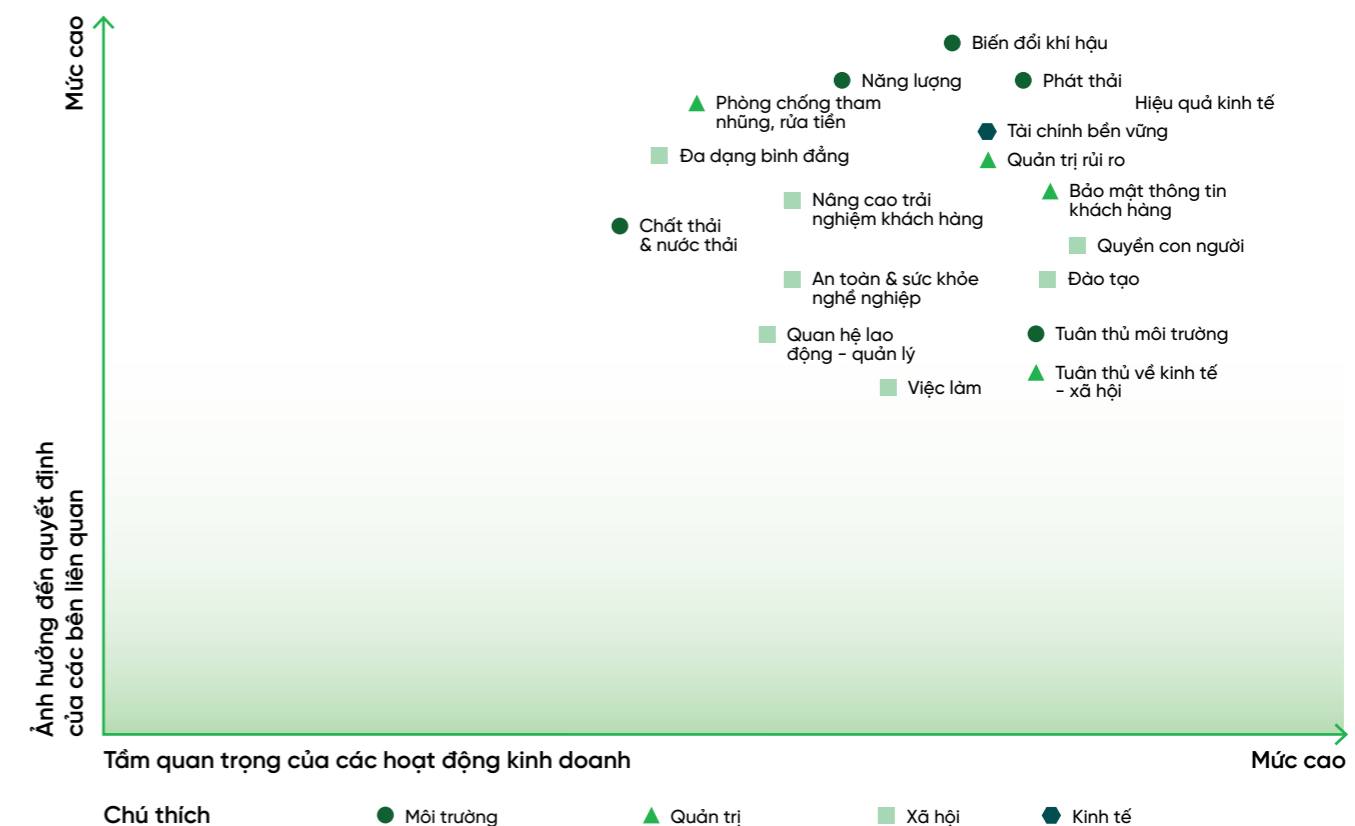 Mức cao
Biến đổi khí hậu
Năng lượng
Phát thải
Phòng chống tham
nhũng, rửa tiền
Hiệu quả kinh tế
Tài chính bền vững
Đa dạng bình đẳng
Quản trị rủi ro
Bảo mật thông tin
khách hàng
Nâng cao trải
nghiệm khách hàng
Chất thải
& nước thải
Quyền con người
An toàn & sức khỏe
nghề nghiệp
Đào tạo
Quan hệ lao
động - quản lý
Tuân thủ môi trường
Tuân thủ về kinh tế
- xã hội
Việc làm
Ảnh hưởng đến quyết định
của các bên liên quan
Tầm quan trọng của các hoạt động kinh doanh
Mức cao
Chú thích
Môi trường
Quản trị
Xã hội
Kinh tế